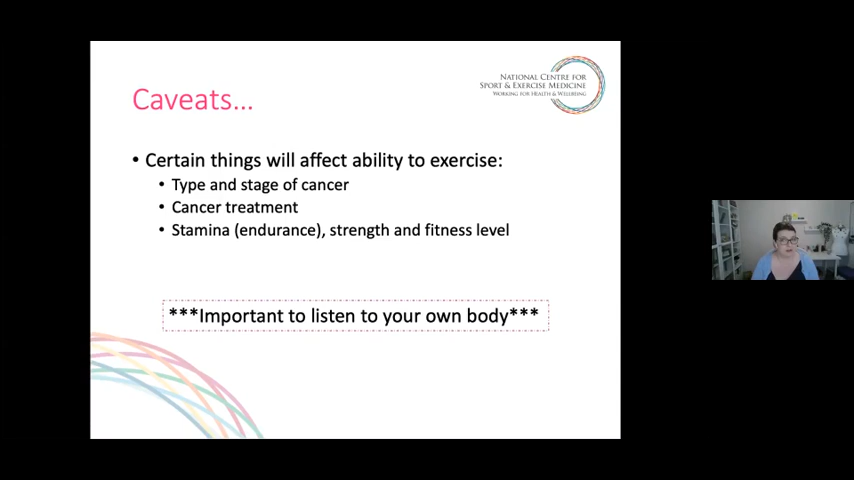 NATIONAL CENTRE FOR
SPORT & EXERCISE MEDICINE
WORKING FOR HEALTH & WELLBEING
Caveats...
• Certain things will affect ability to exercise:
• Type and stage of cancer
• Cancer treatment
• Stamina (endurance), strength and fitness level
***Important to listen to your own body***